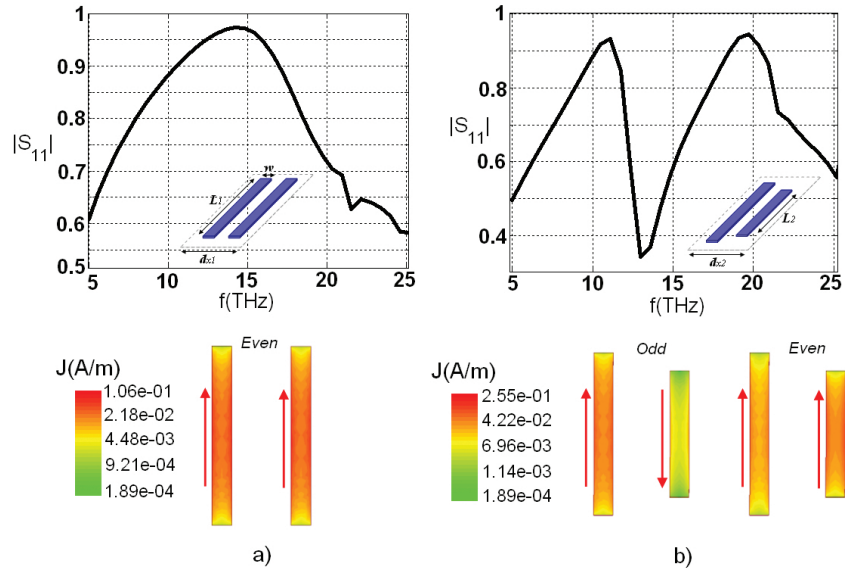 1
0.9
0.8
0.7
0.6
0.5
|S11|
5
10
15
20
25
f(THz)
L1
w
dx1
1
0.8
0.6
0.4
|S11|
5
10
15
20
25
f(THz)
L2
dx2
Even
J(A/m)
1.06e-01
2.18e-02
4.48e-03
9.21e-04
1.89e-04
a)
Odd
Even
J(A/m)
2.55e-01
4.22e-02
6.96e-03
1.14e-03
1.89e-04
b)